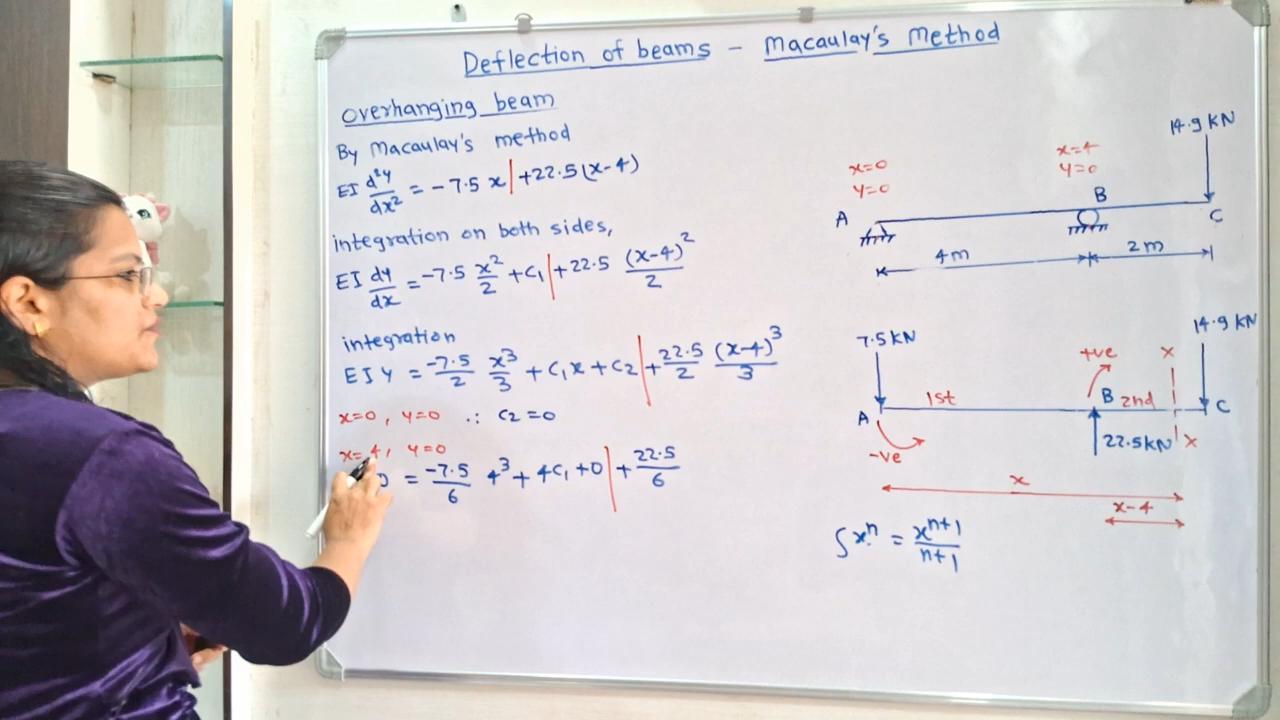 Deflection of beams - Macaulay's Method
Overhanging beam
By Macaulay's method
EI d²y/dx² = -7.5 x | +22.5 (x-4)
integration on both sides,
EI dy/dx = -7.5 x²/2 + C₁ | +22.5 (x-4)²/2
integration
EIY = -7.5/2 x³/3 + C₁x + C₂ | + 22.5/2 (x-4)³/3
x=0, y=0 ∴ C₂ = 0
x=4, y=0
0 = -7.5/6 4³ + 4C₁ + 0 | + 22.5/6
14.9 KN
x=0
y=0
x=4
y=0
A
B
C
4m
2m
7.5 KN
14.9 KN
+ve
x
1st
B
2nd
C
A
-ve
22.5KN
x
x
x-4
∫xⁿ = xⁿ⁺¹/n+1